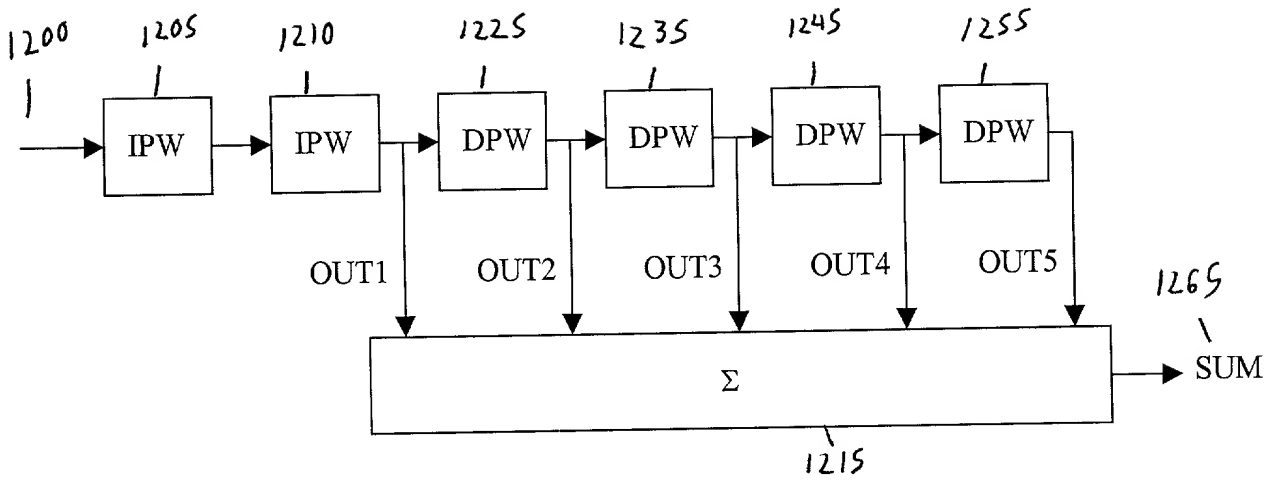 1200 1205 1210 1225 1235 1245 1255
IPW IPW DPW DPW DPW DPW
OUT1 OUT2 OUT3 OUT4 OUT5
1265
SUM
Σ
1215